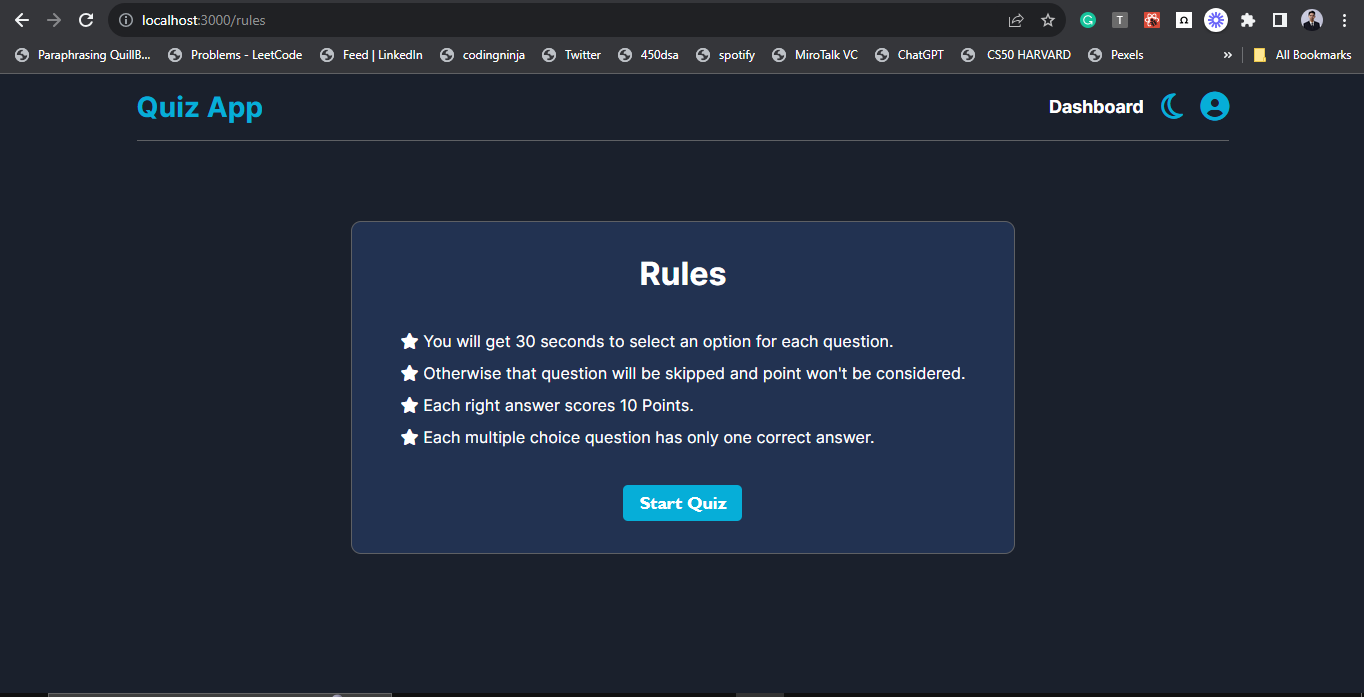 localhost:3000/rules
G T Ω
Paraphrasing QuillB... Problems - LeetCode Feed | LinkedIn codingninja Twitter 450dsa spotify MiroTalk VC ChatGPT CS50 HARVARD Pexels » All Bookmarks
Quiz App Dashboard
Rules
You will get 30 seconds to select an option for each question.
Otherwise that question will be skipped and point won't be considered.
Each right answer scores 10 Points.
Each multiple choice question has only one correct answer.
Start Quiz